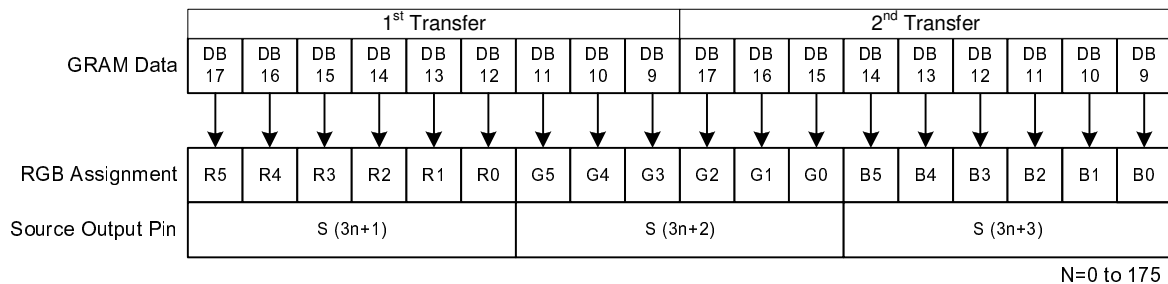 1st Transfer 2nd Transfer
GRAM Data DB 17 DB 16 DB 15 DB 14 DB 13 DB 12 DB 11 DB 10 DB 9 DB 17 DB 16 DB 15 DB 14 DB 13 DB 12 DB 11 DB 10 DB 9
RGB Assignment R5 R4 R3 R2 R1 R0 G5 G4 G3 G2 G1 G0 B5 B4 B3 B2 B1 B0
Source Output Pin S (3n+1) S (3n+2) S (3n+3)
N=0 to 175